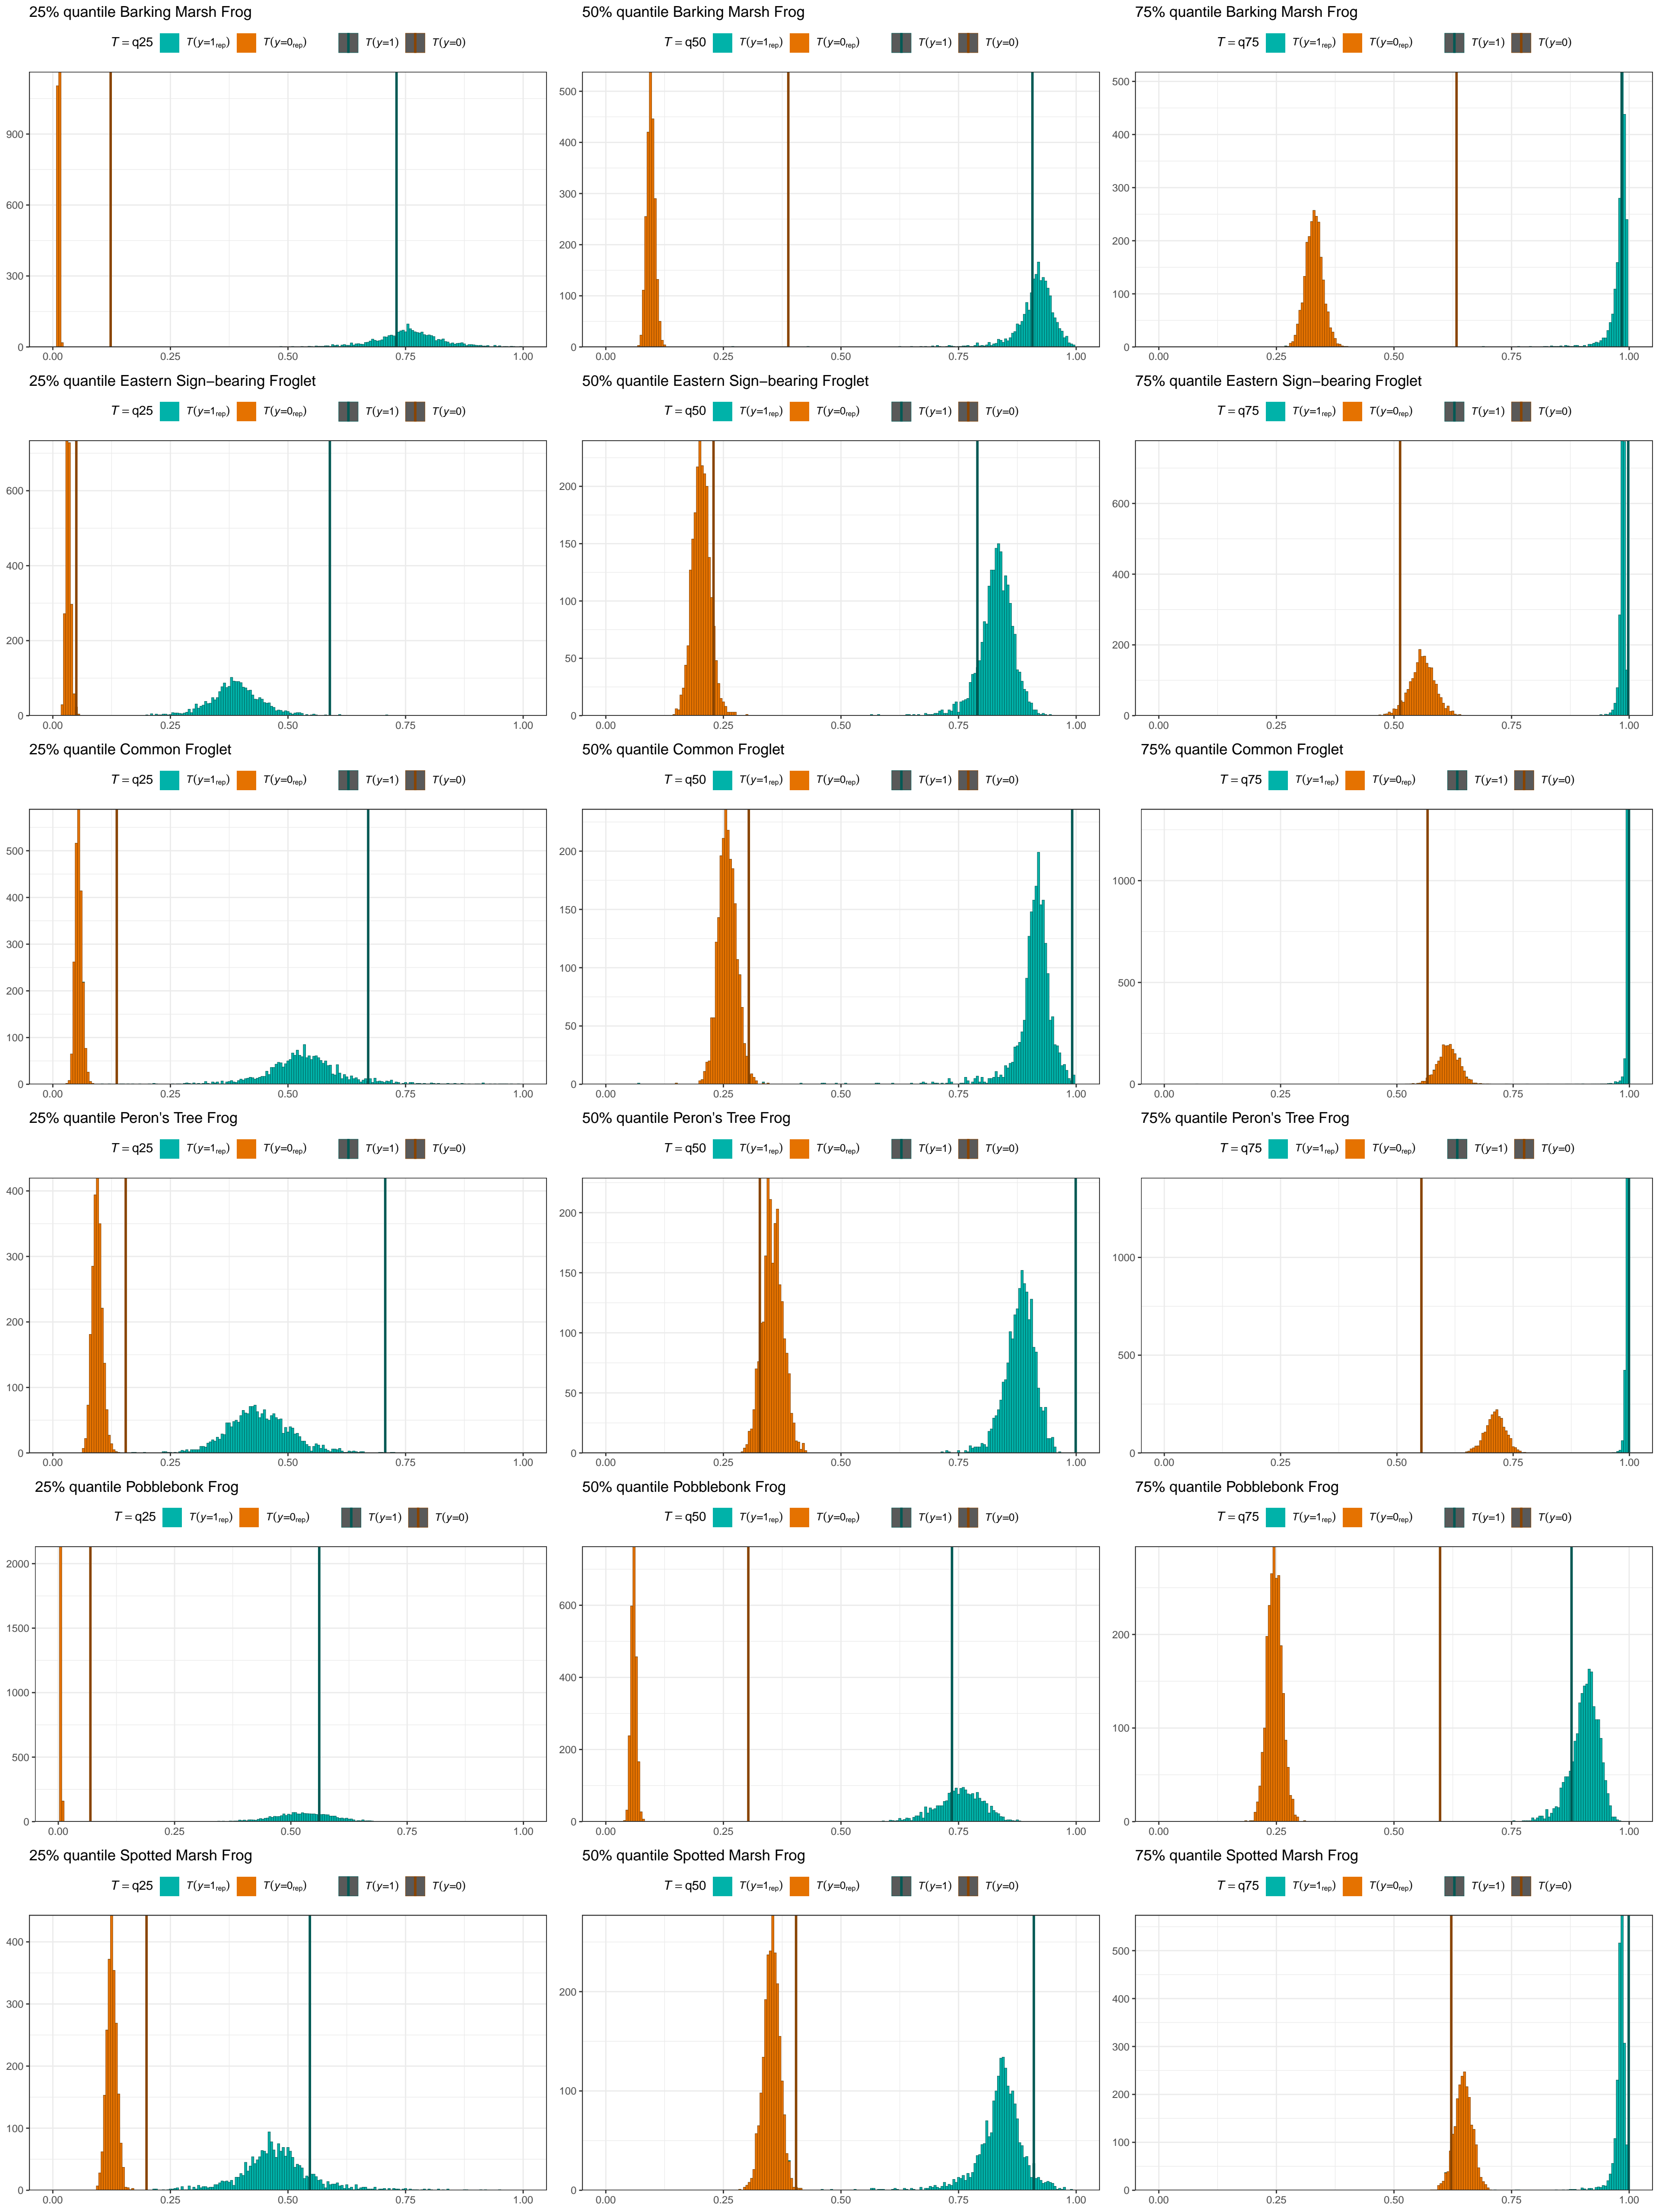 25% quantile Barking Marsh Frog
T = q25 T(y=1rep) T(y=0rep) T(y=1) T(y=0)
900
600
300
0
0.00 0.25 0.50 0.75 1.00
50% quantile Barking Marsh Frog
T = q50 T(y=1rep) T(y=0rep) T(y=1) T(y=0)
500
400
300
200
100
0
0.00 0.25 0.50 0.75 1.00
75% quantile Barking Marsh Frog
T = q75 T(y=1rep) T(y=0rep) T(y=1) T(y=0)
500
400
300
200
100
0
0.00 0.25 0.50 0.75 1.00
25% quantile Eastern Sign−bearing Froglet
T = q25 T(y=1rep) T(y=0rep) T(y=1) T(y=0)
600
400
200
0
0.00 0.25 0.50 0.75 1.00
50% quantile Eastern Sign−bearing Froglet
T = q50 T(y=1rep) T(y=0rep) T(y=1) T(y=0)
200
150
100
50
0
0.00 0.25 0.50 0.75 1.00
75% quantile Eastern Sign−bearing Froglet
T = q75 T(y=1rep) T(y=0rep) T(y=1) T(y=0)
600
400
200
0
0.00 0.25 0.50 0.75 1.00
25% quantile Common Froglet
T = q25 T(y=1rep) T(y=0rep) T(y=1) T(y=0)
500
400
300
200
100
0
0.00 0.25 0.50 0.75 1.00
50% quantile Common Froglet
T = q50 T(y=1rep) T(y=0rep) T(y=1) T(y=0)
200
150
100
50
0
0.00 0.25 0.50 0.75 1.00
75% quantile Common Froglet
T = q75 T(y=1rep) T(y=0rep) T(y=1) T(y=0)
1000
500
0
0.00 0.25 0.50 0.75 1.00
25% quantile Peron's Tree Frog
T = q25 T(y=1rep) T(y=0rep) T(y=1) T(y=0)
400
300
200
100
0
0.00 0.25 0.50 0.75 1.00
50% quantile Peron's Tree Frog
T = q50 T(y=1rep) T(y=0rep) T(y=1) T(y=0)
200
150
100
50
0
0.00 0.25 0.50 0.75 1.00
75% quantile Peron's Tree Frog
T = q75 T(y=1rep) T(y=0rep) T(y=1) T(y=0)
1000
500
0
0.00 0.25 0.50 0.75 1.00
25% quantile Pobblebonk Frog
T = q25 T(y=1rep) T(y=0rep) T(y=1) T(y=0)
2000
1500
1000
500
0
0.00 0.25 0.50 0.75 1.00
50% quantile Pobblebonk Frog
T = q50 T(y=1rep) T(y=0rep) T(y=1) T(y=0)
600
400
200
0
0.00 0.25 0.50 0.75 1.00
75% quantile Pobblebonk Frog
T = q75 T(y=1rep) T(y=0rep) T(y=1) T(y=0)
200
100
0
0.00 0.25 0.50 0.75 1.00
25% quantile Spotted Marsh Frog
T = q25 T(y=1rep) T(y=0rep) T(y=1) T(y=0)
400
300
200
100
0
0.00 0.25 0.50 0.75 1.00
50% quantile Spotted Marsh Frog
T = q50 T(y=1rep) T(y=0rep) T(y=1) T(y=0)
200
100
0
0.00 0.25 0.50 0.75 1.00
75% quantile Spotted Marsh Frog
T = q75 T(y=1rep) T(y=0rep) T(y=1) T(y=0)
500
400
300
200
100
0
0.00 0.25 0.50 0.75 1.00